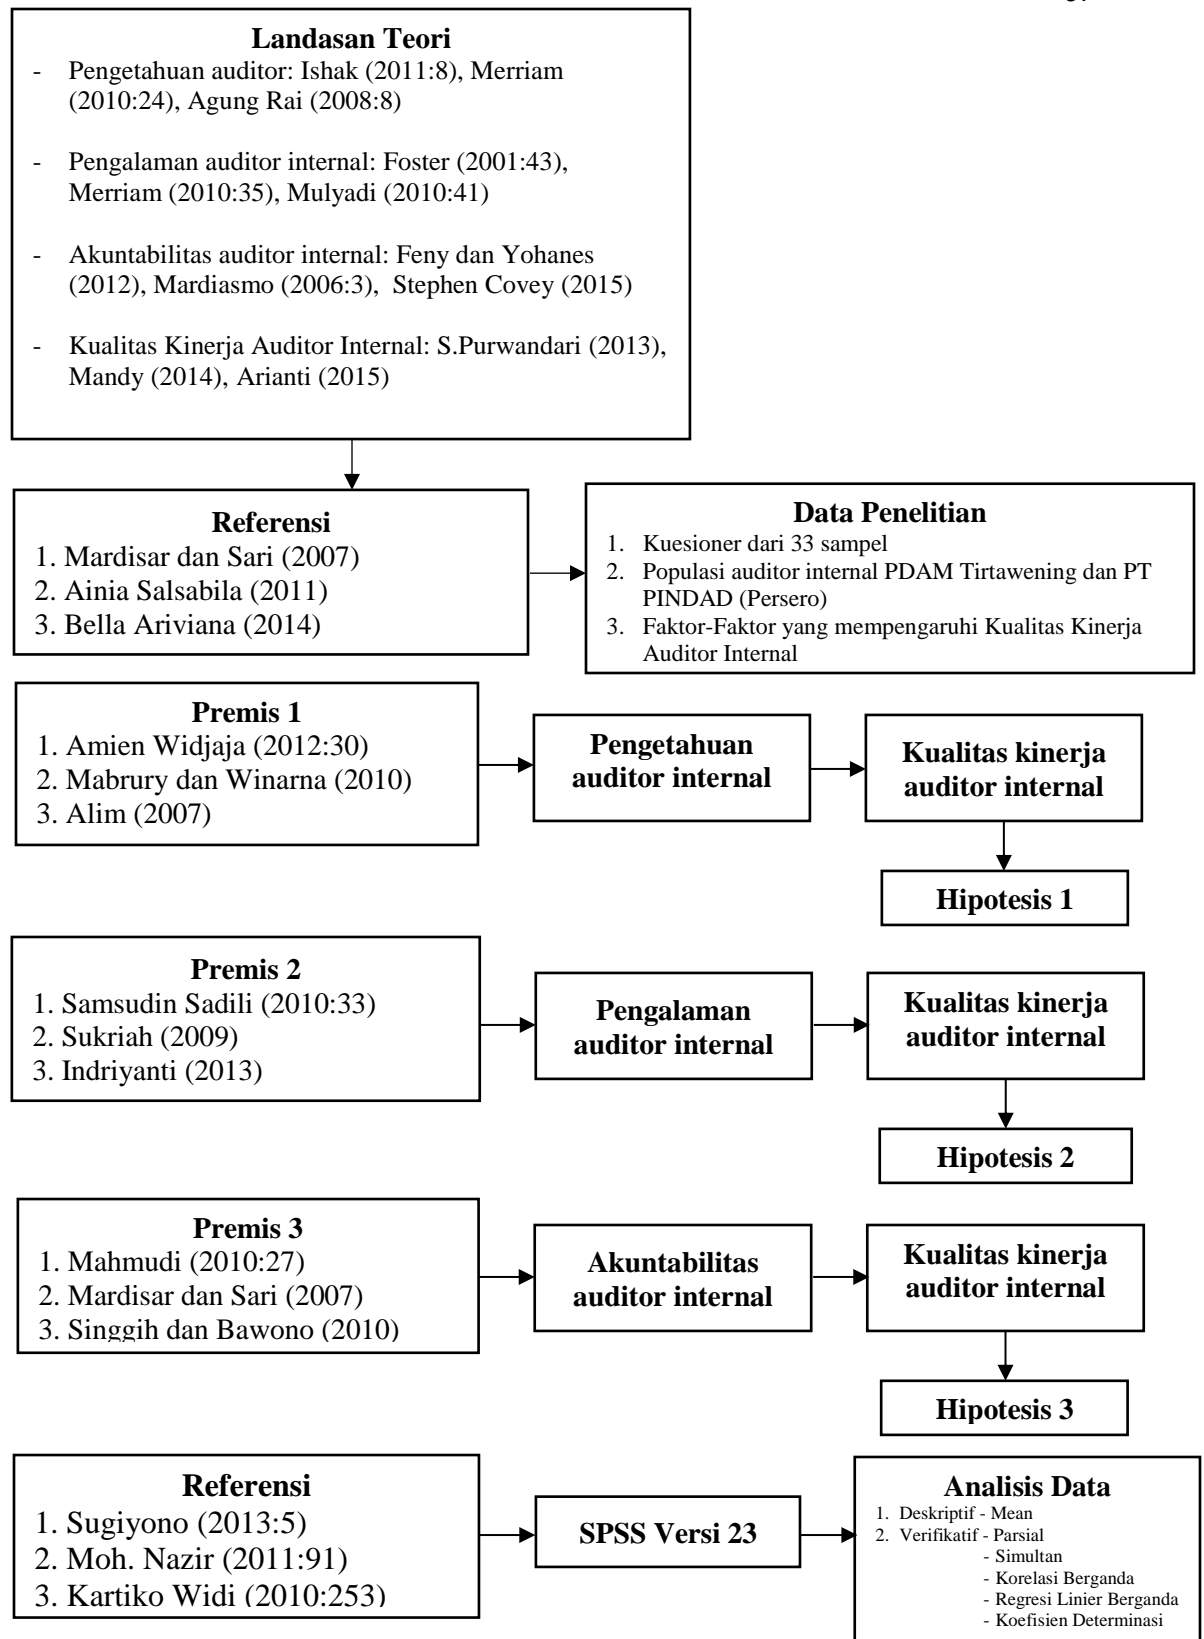 Landasan Teori
- Pengetahuan auditor: Ishak (2011:8), Merriam
(2010:24), Agung Rai (2008:8)
- Pengalaman auditor internal: Foster (2001:43),
Merriam (2010:35), Mulyadi (2010:41)
- Akuntabilitas auditor internal: Feny dan Yohanes
(2012), Mardiasmo (2006:3), Stephen Covey (2015)
- Kualitas Kinerja Auditor Internal: S.Purwandari (2013),
Mandy (2014), Arianti (2015)
Referensi
1. Mardisar dan Sari (2007)
2. Ainia Salsabila (2011)
3. Bella Ariviana (2014)
Data Penelitian
1. Kuesioner dari 33 sampel
2. Populasi auditor internal PDAM Tirtawening dan PT
PINDAD (Persero)
3. Faktor-Faktor yang mempengaruhi Kualitas Kinerja
Auditor Internal
Premis 1
1. Amien Widjaja (2012:30)
2. Mabrury dan Winarna (2010)
3. Alim (2007)
Pengetahuan
auditor internal
Kualitas kinerja
auditor internal
Hipotesis 1
Premis 2
1. Samsudin Sadili (2010:33)
2. Sukriah (2009)
3. Indriyanti (2013)
Pengalaman
auditor internal
Kualitas kinerja
auditor internal
Hipotesis 2
Premis 3
1. Mahmudi (2010:27)
2. Mardisar dan Sari (2007)
3. Singgih dan Bawono (2010)
Akuntabilitas
auditor internal
Kualitas kinerja
auditor internal
Hipotesis 3
Referensi
1. Sugiyono (2013:5)
2. Moh. Nazir (2011:91)
3. Kartiko Widi (2010:253)
SPSS Versi 23
Analisis Data
1. Deskriptif - Mean
2. Verifikatif - Parsial
- Simultan
- Korelasi Berganda
- Regresi Linier Berganda
- Koefisien Determinasi